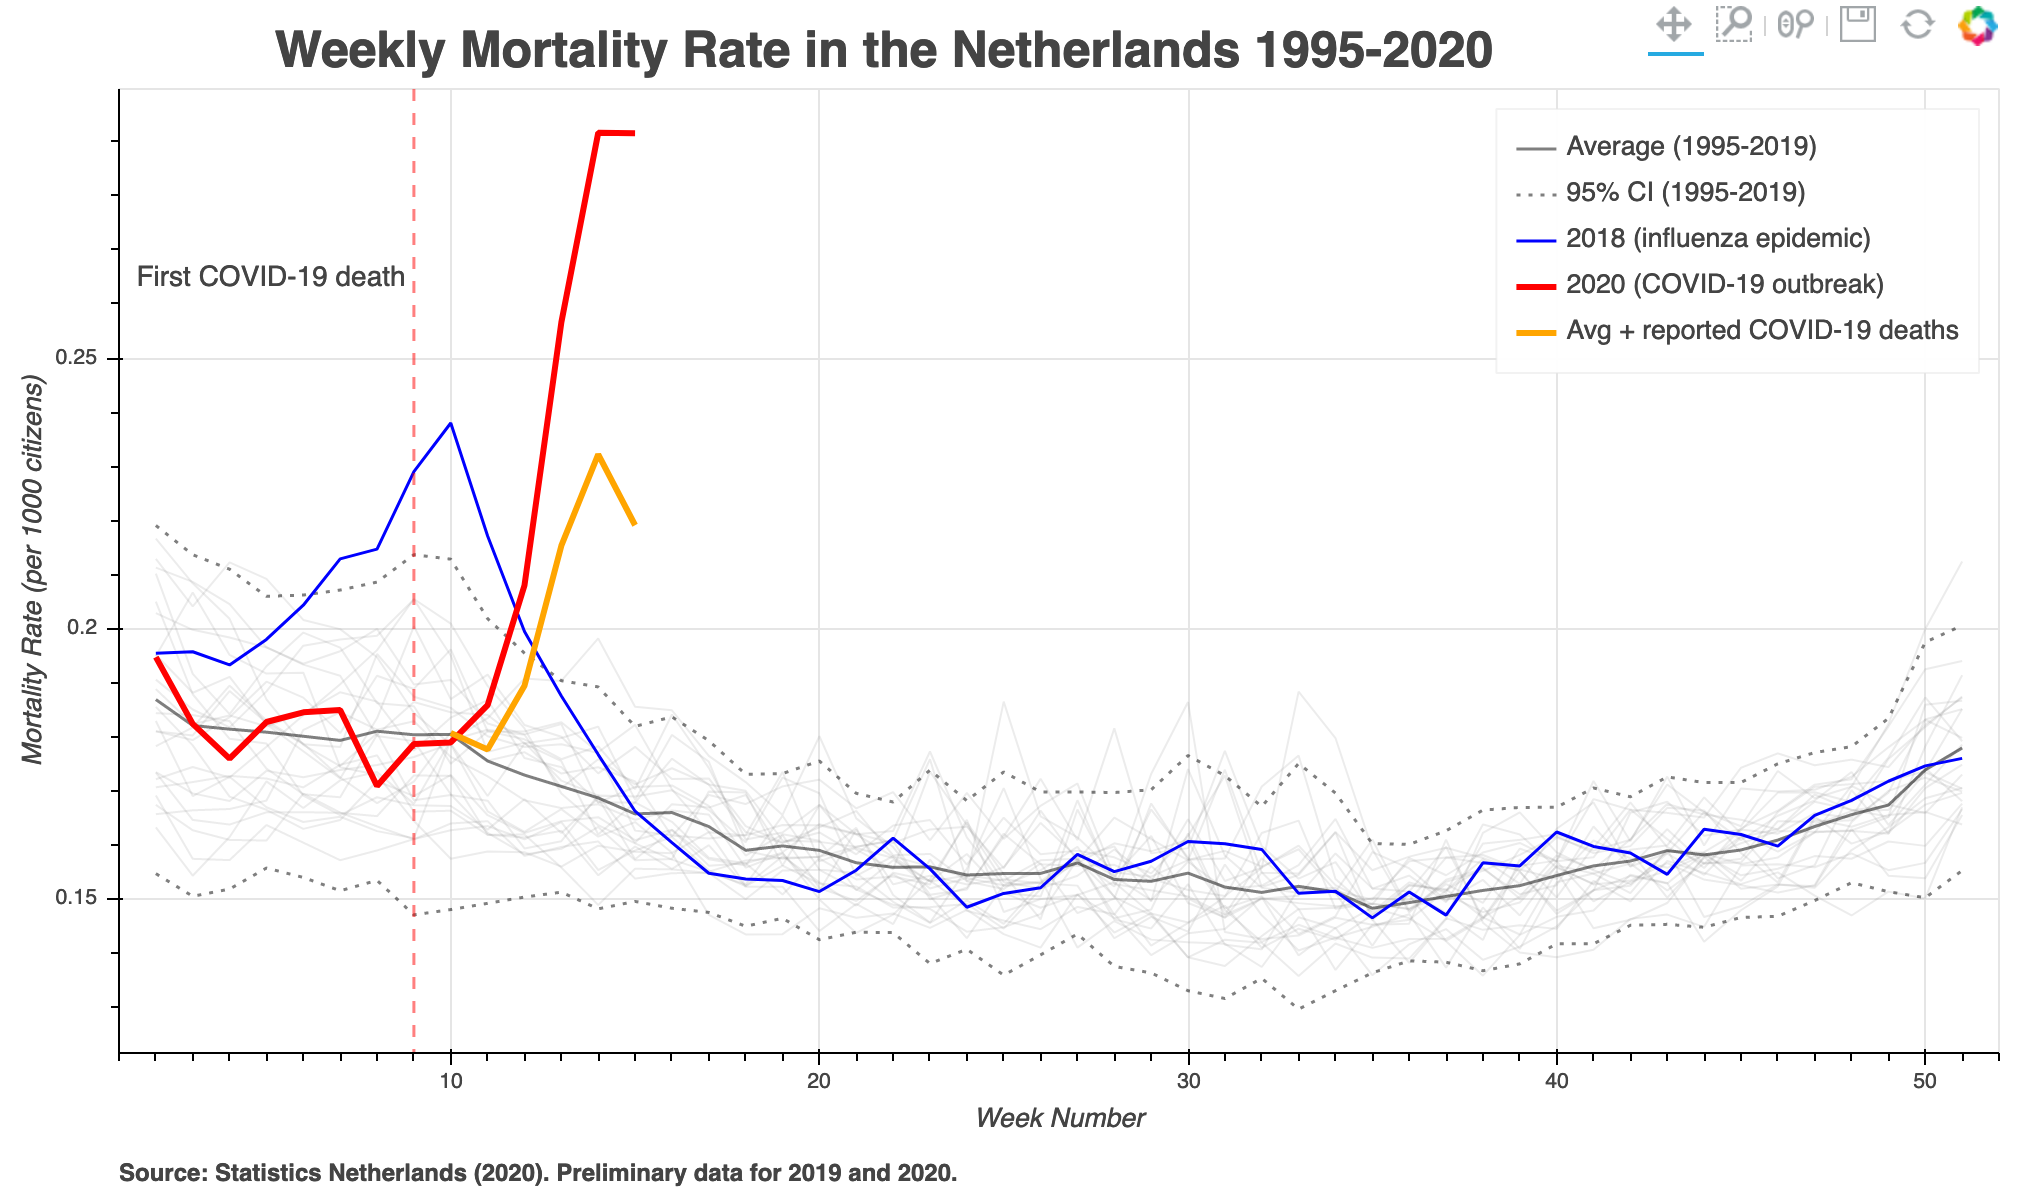 Weekly Mortality Rate in the Netherlands 1995-2020
Average (1995-2019)
95% CI (1995-2019)
2018 (influenza epidemic)
2020 (COVID-19 outbreak)
Avg + reported COVID-19 deaths
First COVID-19 death
Mortality Rate (per 1000 citizens)
0.25
0.2
0.15
10
20
30
40
50
Week Number
Source: Statistics Netherlands (2020). Preliminary data for 2019 and 2020.